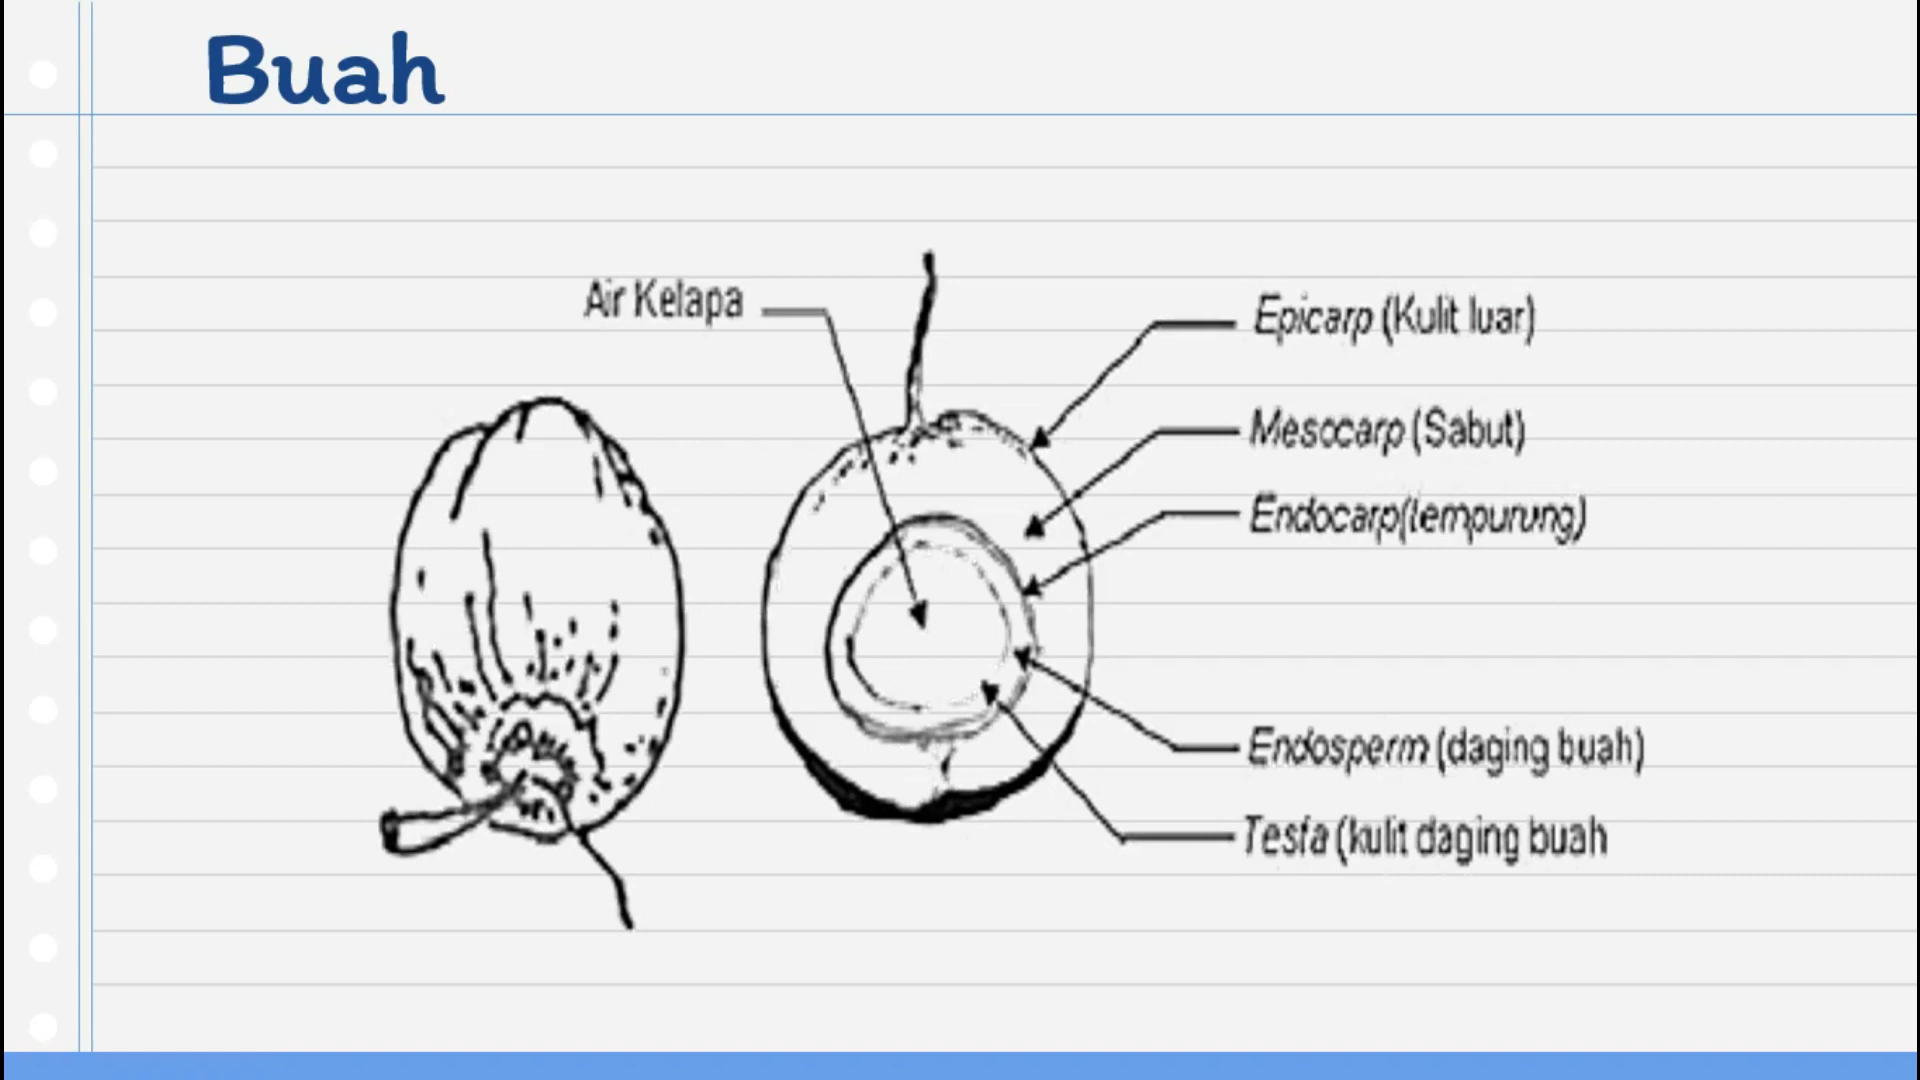 Buah
Air Kelapa
Epicarp (Kulit luar)
Mesocarp (Sabut)
Endocarp(tempurung)
Endosperm (daging buah)
Testa (kulit daging buah